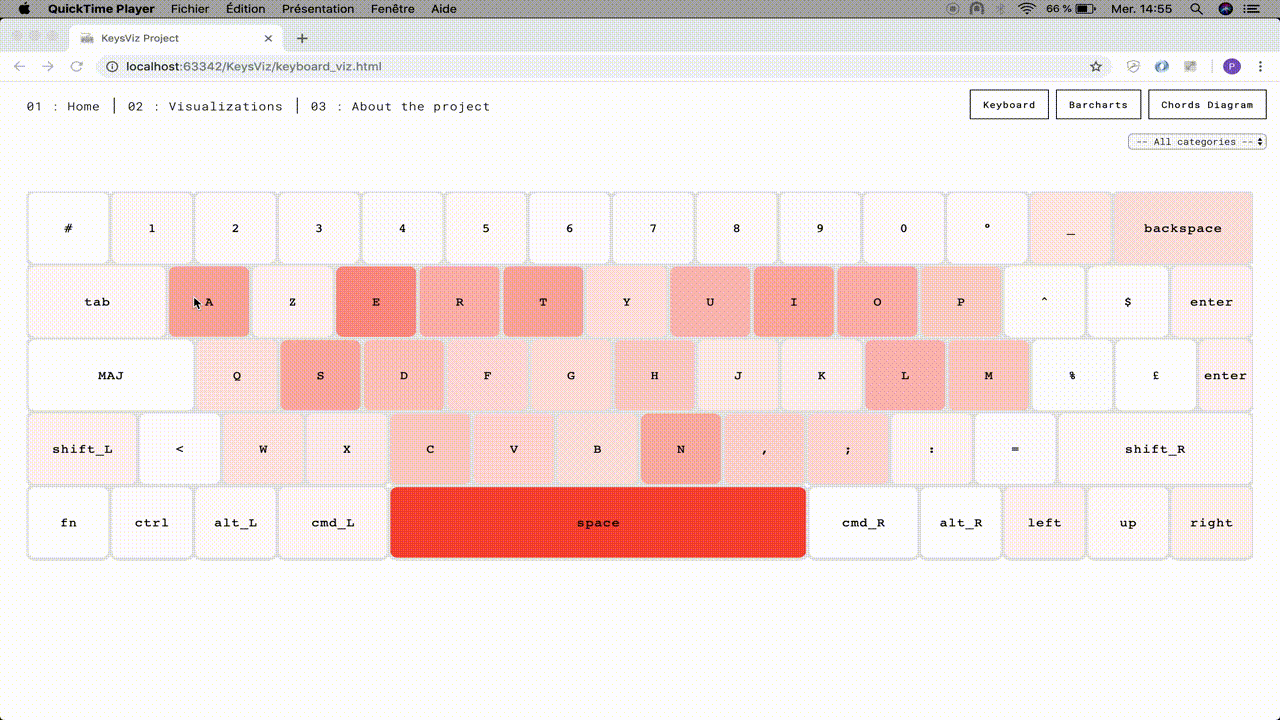 QuickTime Player Fichier Édition Présentation Fenêtre Aide 66 % Mer. 14:55
KeysViz Project
localhost:63342/KeysViz/keyboard_viz.html P
01 : Home | 02 : Visualizations | 03 : About the project Keyboard Barcharts Chords Diagram
-- All categories --
# 1 2 3 4 5 6 7 8 9 0 ° _ backspace
tab A Z E R T Y U I O P ^ $ enter
MAJ Q S D F G H J K L M % £ enter
shift_L < W X C V B N , ; : = shift_R
fn ctrl alt_L cmd_L space cmd_R alt_R left up right